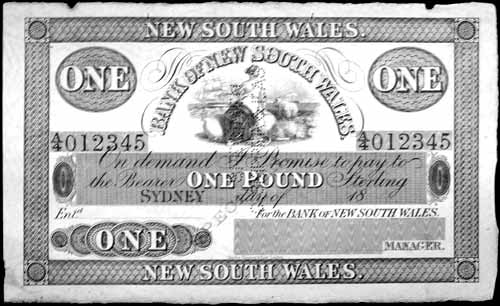 NEW SOUTH WALES.
ONE
BANK OF NEW SOUTH WALES.
ONE
A/4 012345
A/4 012345
On demand I Promise to pay to
the Bearer ONE POUND Sterling
SYDNEY day of 18
Entd. For the BANK OF NEW SOUTH WALES.
ONE
MANAGER.
NEW SOUTH WALES.